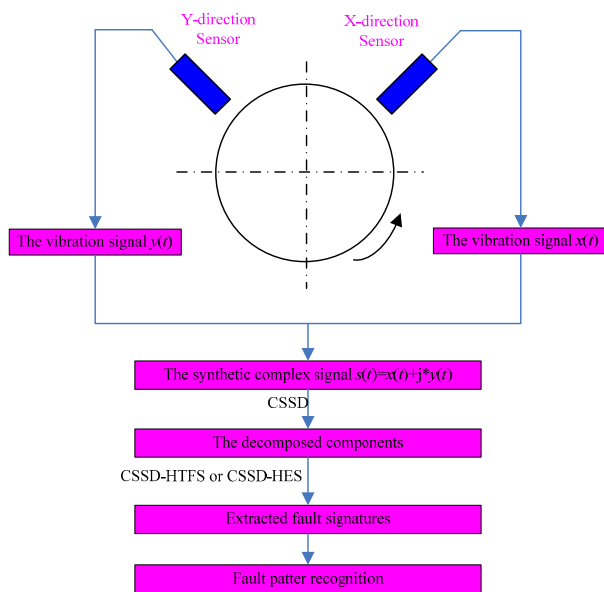 Y-direction
Sensor
X-direction
Sensor
The vibration signal y(t)
The vibration signal x(t)
The synthetic complex signal s(t)=x(t)+j*y(t)
CSSD
The decomposed components
CSSD-HTFS or CSSD-HES
Extracted fault signatures
Fault patter recognition